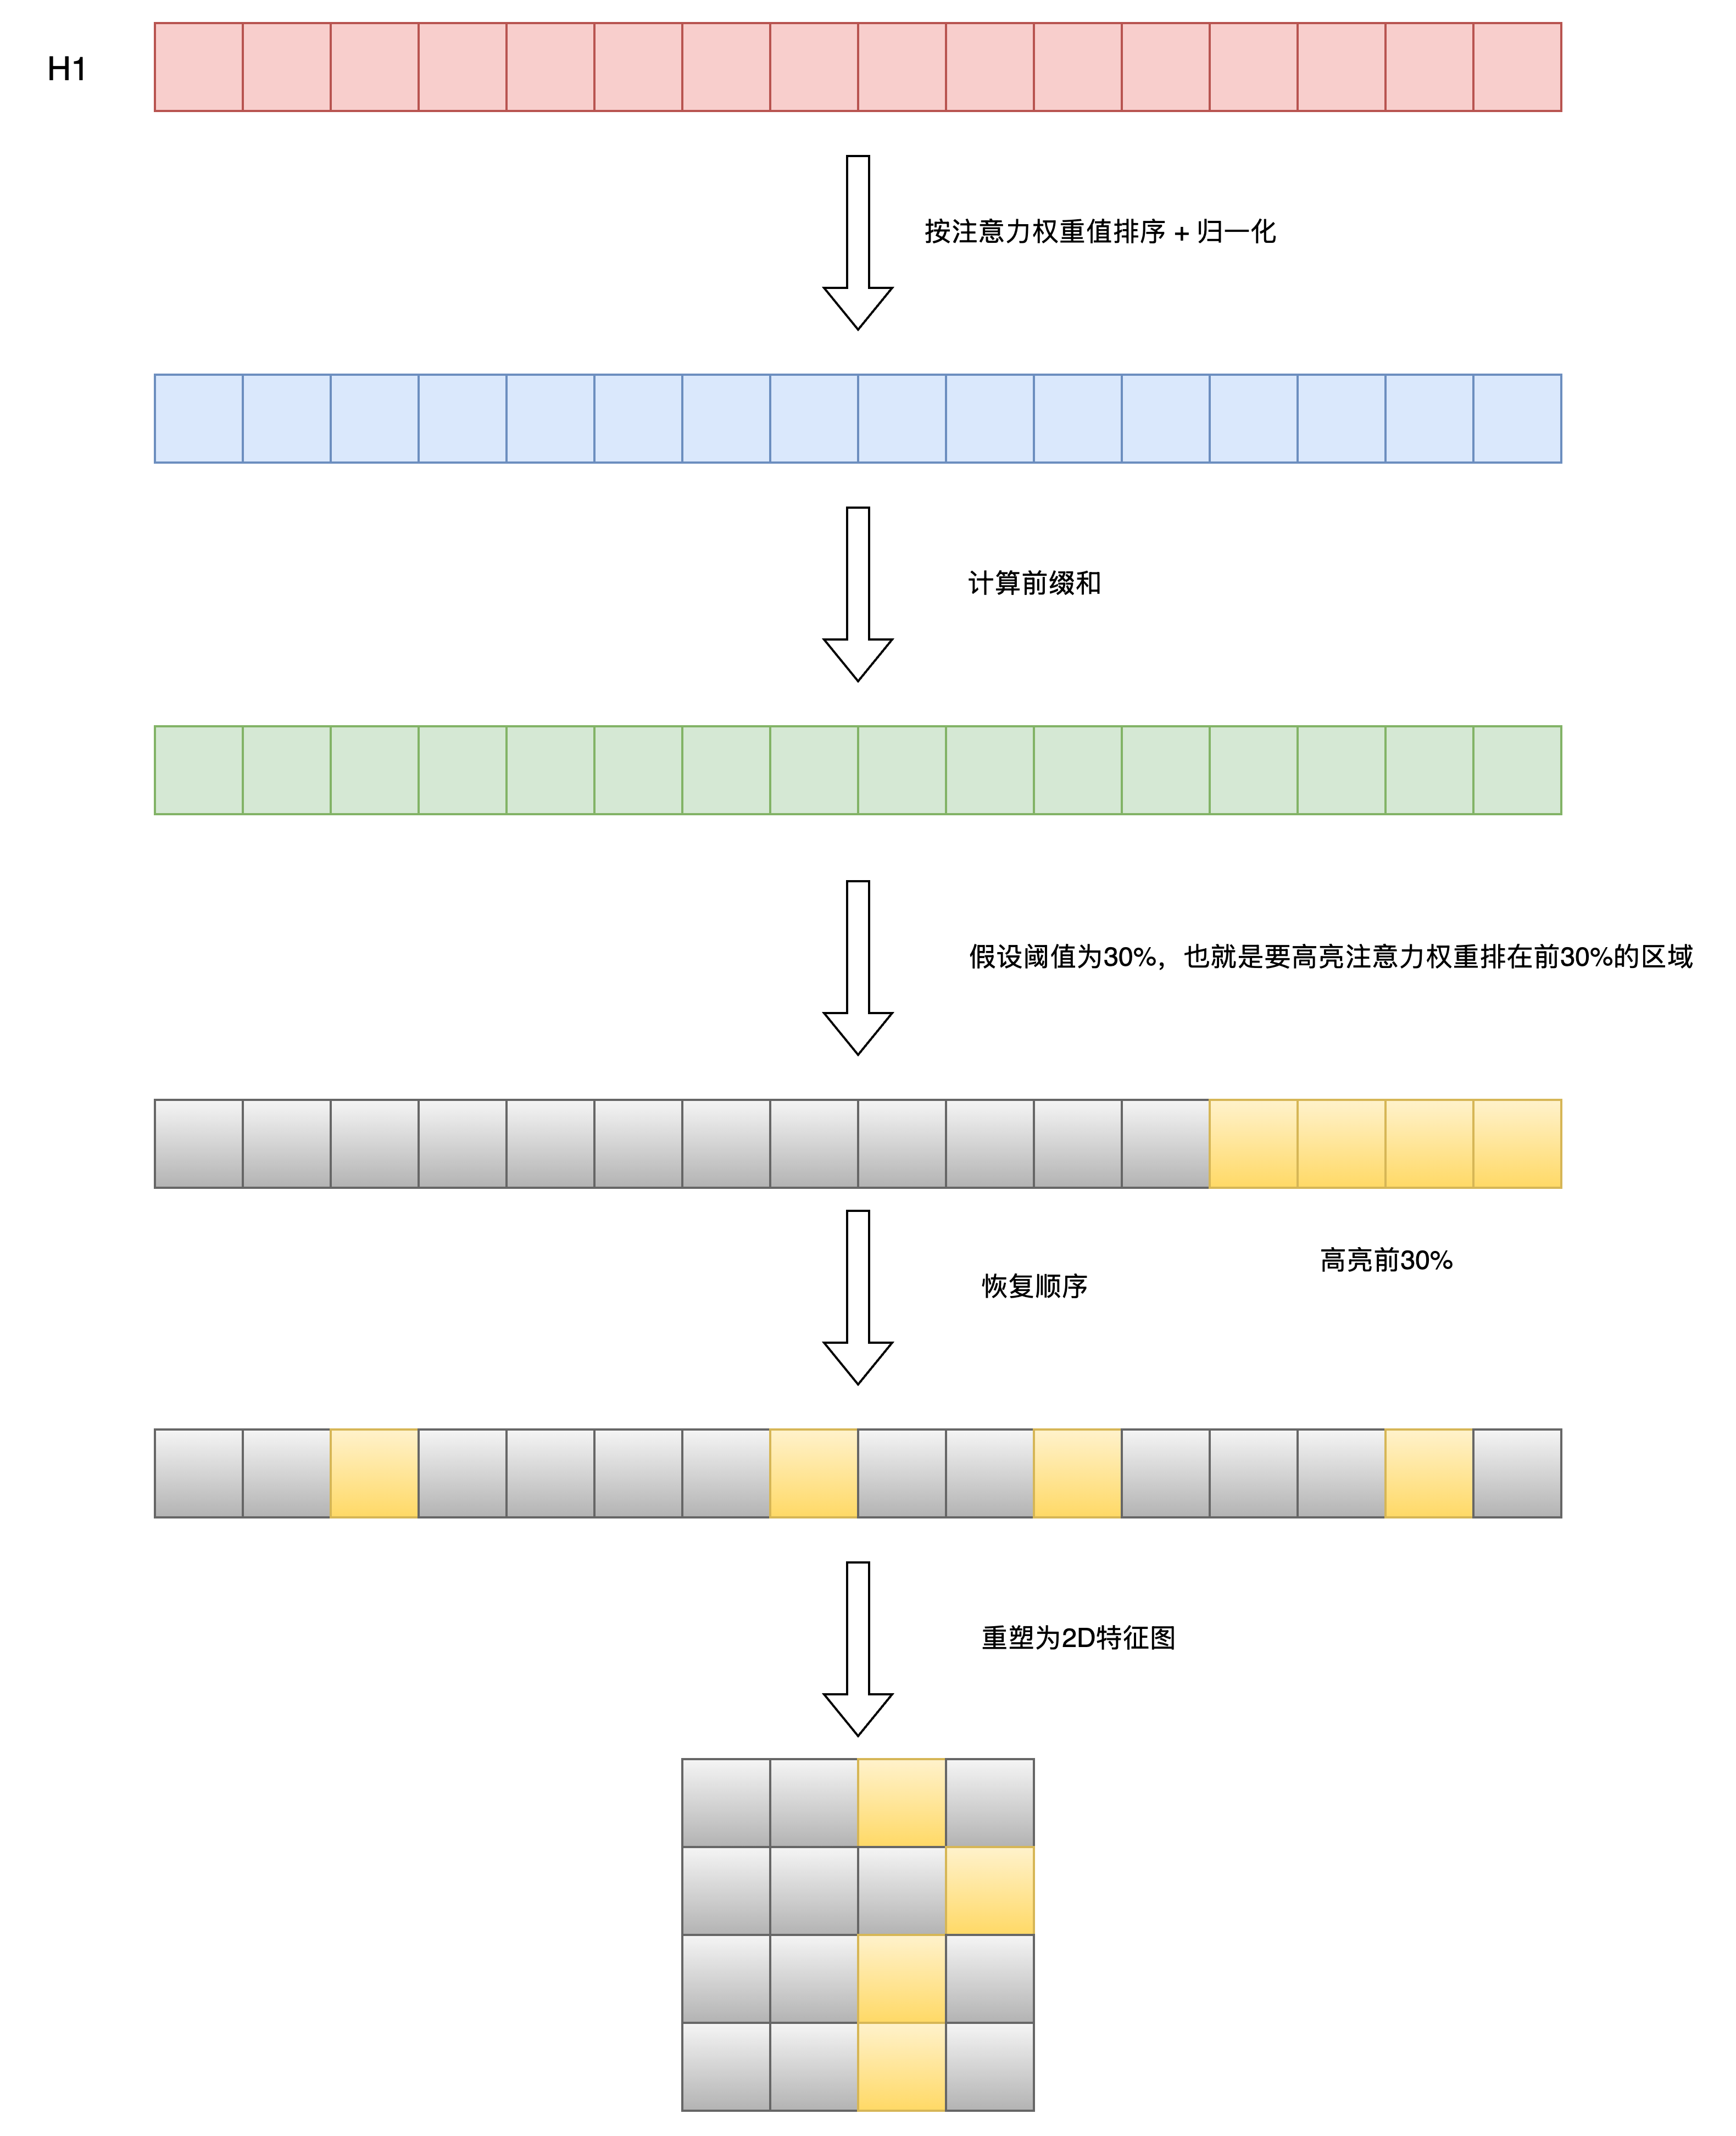 H1
按注意力权重值排序 + 归一化
计算前缀和
假设阈值为30%，也就是要高亮注意力权重排在前30%的区域
高亮前30%
恢复顺序
重塑为2D特征图